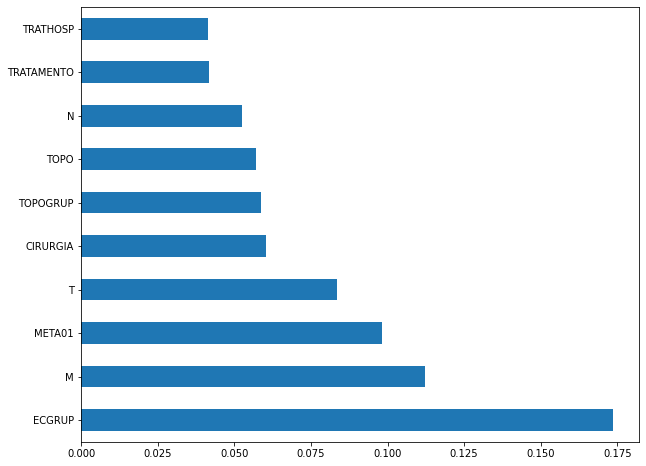 TRATHOSP
TRATAMENTO
N
TOPO
TOPOGRUP
CIRURGIA
T
META01
M
ECGRUP
0.000 0.025 0.050 0.075 0.100 0.125 0.150 0.175